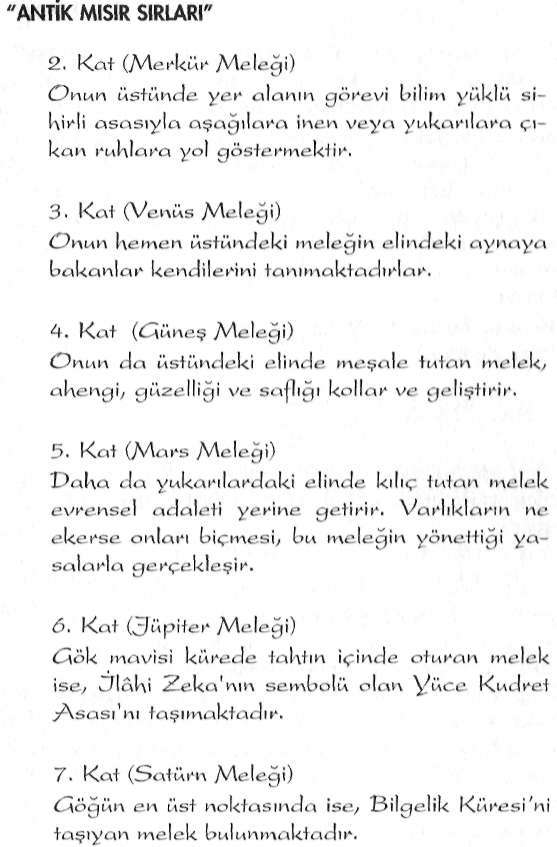 “ANTİK MISIR SIRLARI”
2. Kat (Merkür Meleği)
Onun üstünde yer alanın görevi bilim yüklü si-
hirli asasıyla aşağılara inen veya yukarılara çı-
kan ruhlara yol göstermektir.
3. Kat (Venüs Meleği)
Onun hemen üstündeki meleğin elindeki aynaya
bakanlar kendilerini tanımaktadırlar.
4. Kat (Güneş Meleği)
Onun da üstündeki elinde meşale tutan melek,
ahengi, güzelliği ve saflığı kollar ve geliştirir.
5. Kat (Mars Meleği)
Daha da yukarılardaki elinde kılıç tutan melek
evrensel adaleti yerine getirir. Varlıkların ne
ekerse onları biçmesi, bu meleğin yönettiği ya-
salarla gerçekleşir.
6. Kat (Jüpiter Meleği)
Gök mavisi kürede tahtın içinde oturan melek
ise, İlâhi Zeka'nın sembolü olan Yüce Kudret
Asası'nı taşımaktadır.
7. Kat (Satürn Meleği)
Göğün en üst noktasında ise, Bilgelik Küresi'ni
taşıyan melek bulunmaktadır.